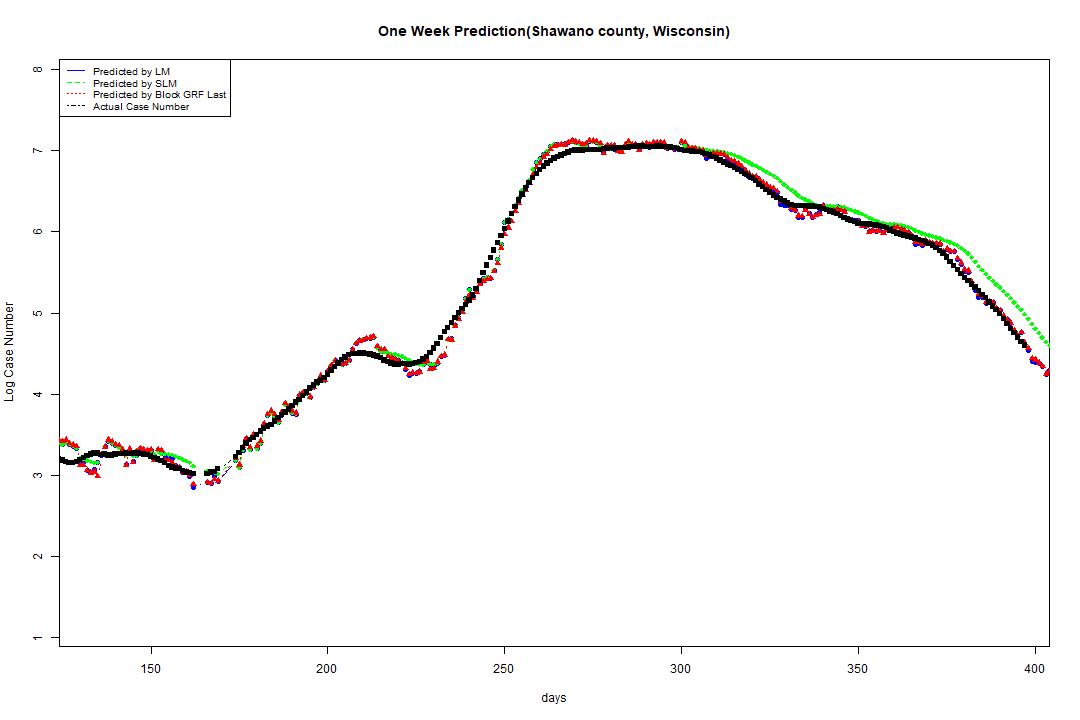 One Week Prediction(Shawano county, Wisconsin)
Predicted by LM
Predicted by SLM
Predicted by Block GRF Last
Actual Case Number
8
7
6
5
4
3
2
1
Log Case Number
150 200 250 300 350 400
days